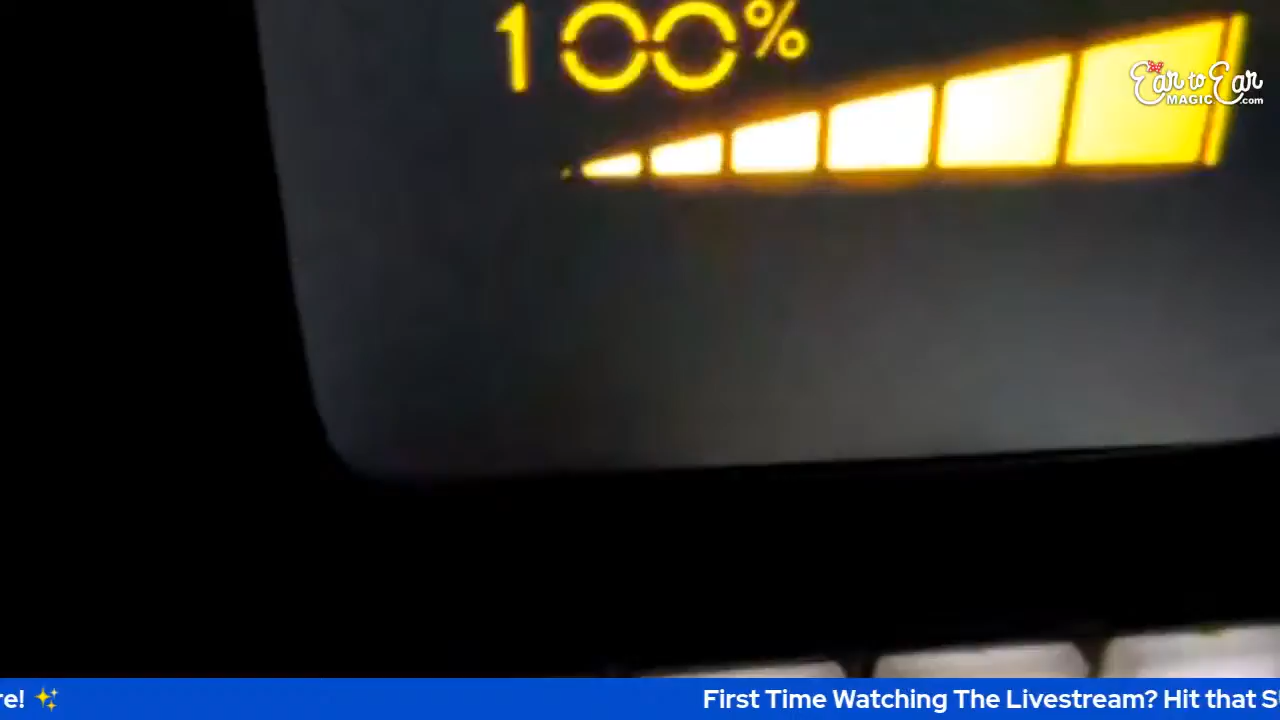 100%
Ear to Ear
MAGIC.com
re! ✨ First Time Watching The Livestream? Hit that S